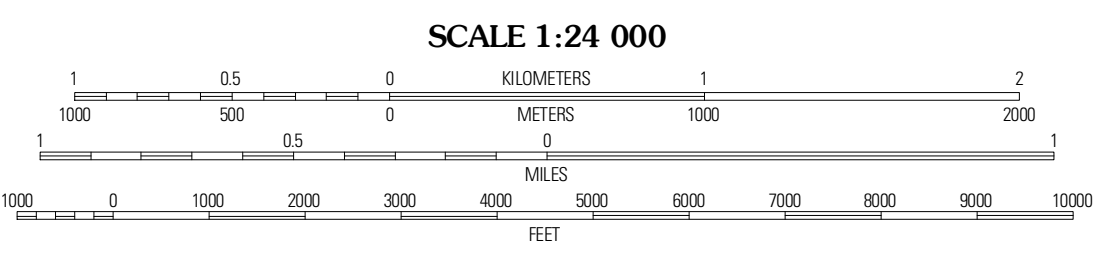 SCALE 1:24 000
1 0.5 0 KILOMETERS 1 2
1000 500 0 METERS 1000 2000
1 0.5 0 1
MILES
1000 0 1000 2000 3000 4000 5000 6000 7000 8000 9000 10000
FEET